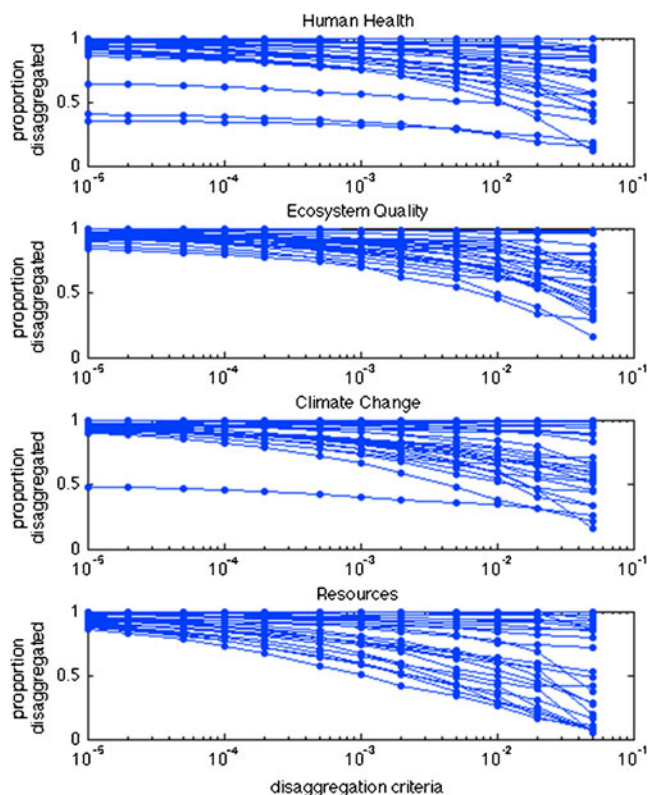 Human Health
proportion
disaggregated
1
0.5
0
10⁻⁵
10⁻⁴
10⁻³
10⁻²
10⁻¹
Ecosystem Quality
proportion
disaggregated
1
0.5
0
10⁻⁵
10⁻⁴
10⁻³
10⁻²
10⁻¹
Climate Change
proportion
disaggregated
1
0.5
0
10⁻⁵
10⁻⁴
10⁻³
10⁻²
10⁻¹
Resources
proportion
disaggregated
1
0.5
0
10⁻⁵
10⁻⁴
10⁻³
10⁻²
10⁻¹
disaggregation criteria